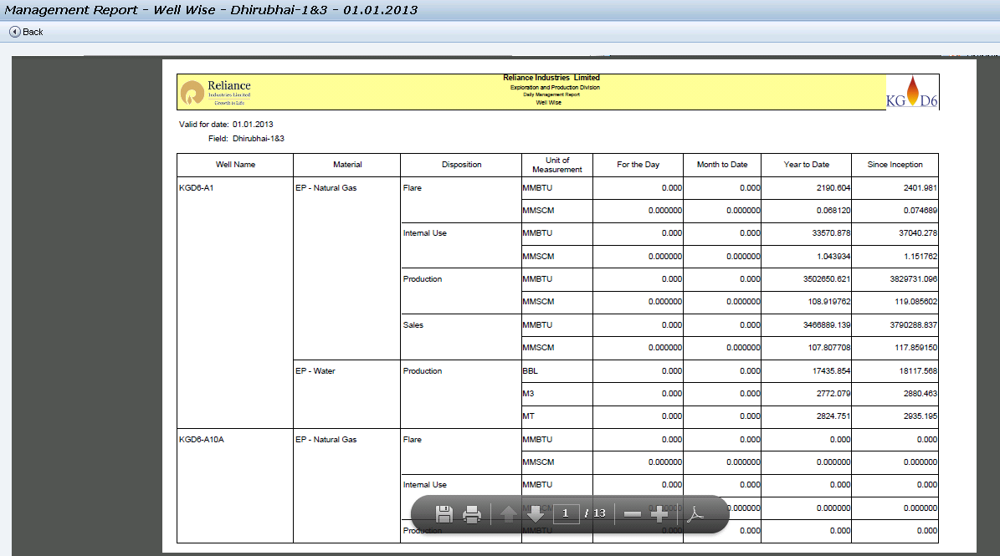 Management Report - Well Wise - Dhirubhai-1&3 - 01.01.2013
Back
Reliance
Industries Limited
Growth is Life
Reliance Industries Limited
Exploration and Production Division
Daily Management Report
Well Wise
KG D6
Valid for date: 01.01.2013
Field: Dhirubhai-1&3
Well Name Material Disposition Unit of Measurement For the Day Month to Date Year to Date Since Inception
KGD6-A1 EP - Natural Gas Flare MMBTU 0.000 0.000 2190.604 2401.981
MMSCM 0.000000 0.000000 0.068120 0.074689
Internal Use MMBTU 0.000 0.000 33570.878 37040.278
MMSCM 0.000000 0.000000 1.043934 1.151762
Production MMBTU 0.000 0.000 3502650.621 3829731.096
MMSCM 0.000000 0.000000 108.919762 119.085602
Sales MMBTU 0.000 0.000 3466889.139 3790288.837
MMSCM 0.000000 0.000000 107.807708 117.859150
EP - Water Production BBL 0.000 0.000 17435.854 18117.568
M3 0.000 0.000 2772.079 2880.463
MT 0.000 0.000 2824.751 2935.195
KGD6-A10A EP - Natural Gas Flare MMBTU 0.000 0.000 0.000 0.000
MMSCM 0.000000 0.000000 0.000000 0.000000
Internal Use MMBTU 0.000 0.000 0.000 0.000
MMSCM 0.000000 0.000000 0.000000 0.000000
1 / 13
Production MMBTU 0.000 0.000 0.000 0.000